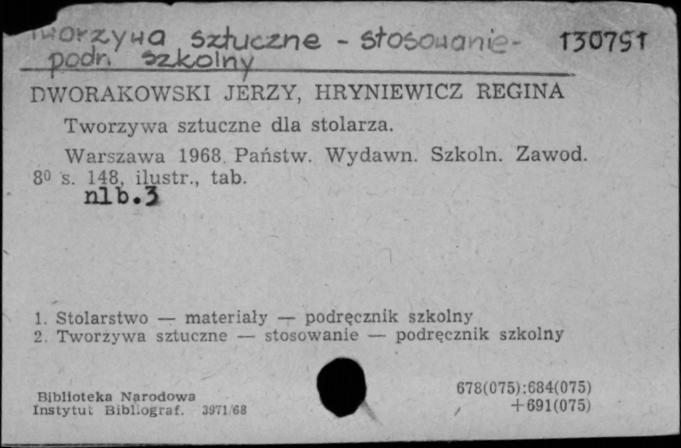 Tworzywa sztuczne - stosowanie - 130791
podr. szkolny
DWORAKOWSKI JERZY, HRYNIEWICZ REGINA
Tworzywa sztuczne dla stolarza.
Warszawa 1968 Państw. Wydawn. Szkoln. Zawod.
8⁰ s. 148, ilustr., tab.
nlb.3
1. Stolarstwo — materiały — podręcznik szkolny
2. Tworzywa sztuczne — stosowanie — podręcznik szkolny
678(075):684(075)
+691(075)
Biblioteka Narodowa
Instytut Bibliograf. 3971/68